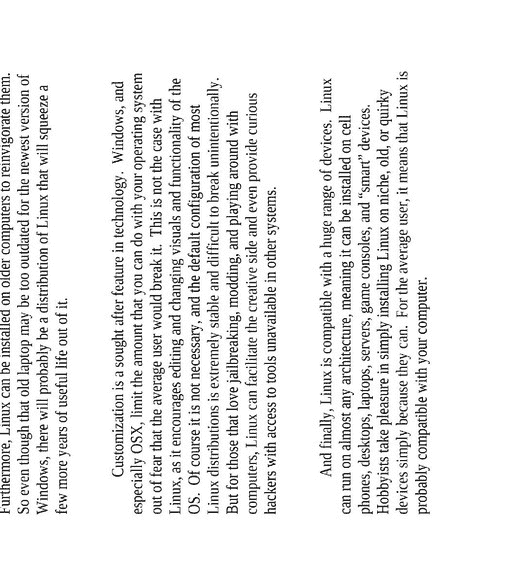 Furthermore, Linux can be installed on older computers to reinvigorate them.
So even though that old laptop may be too outdated for the newest version of
Windows, there will probably be a distribution of Linux that will squeeze a
few more years of useful life out of it.
Customization is a sought after feature in technology.  Windows, and
especially OSX, limit the amount that you can do with your operating system
out of fear that the average user would break it.  This is not the case with
Linux, as it encourages editing and changing visuals and functionality of the
OS.  Of course it is not necessary, and the default configuration of most
Linux distributions is extremely stable and difficult to break unintentionally.
But for those that love jailbreaking, modding, and playing around with
computers, Linux can facilitate the creative side and even provide curious
hackers with access to tools unavailable in other systems.
And finally, Linux is compatible with a huge range of devices.  Linux
can run on almost any architecture, meaning it can be installed on cell
phones, desktops, laptops, servers, game consoles, and “smart” devices.
Hobbyists take pleasure in simply installing Linux on niche, old, or quirky
devices simply because they can.  For the average user, it means that Linux is
probably compatible with your computer.